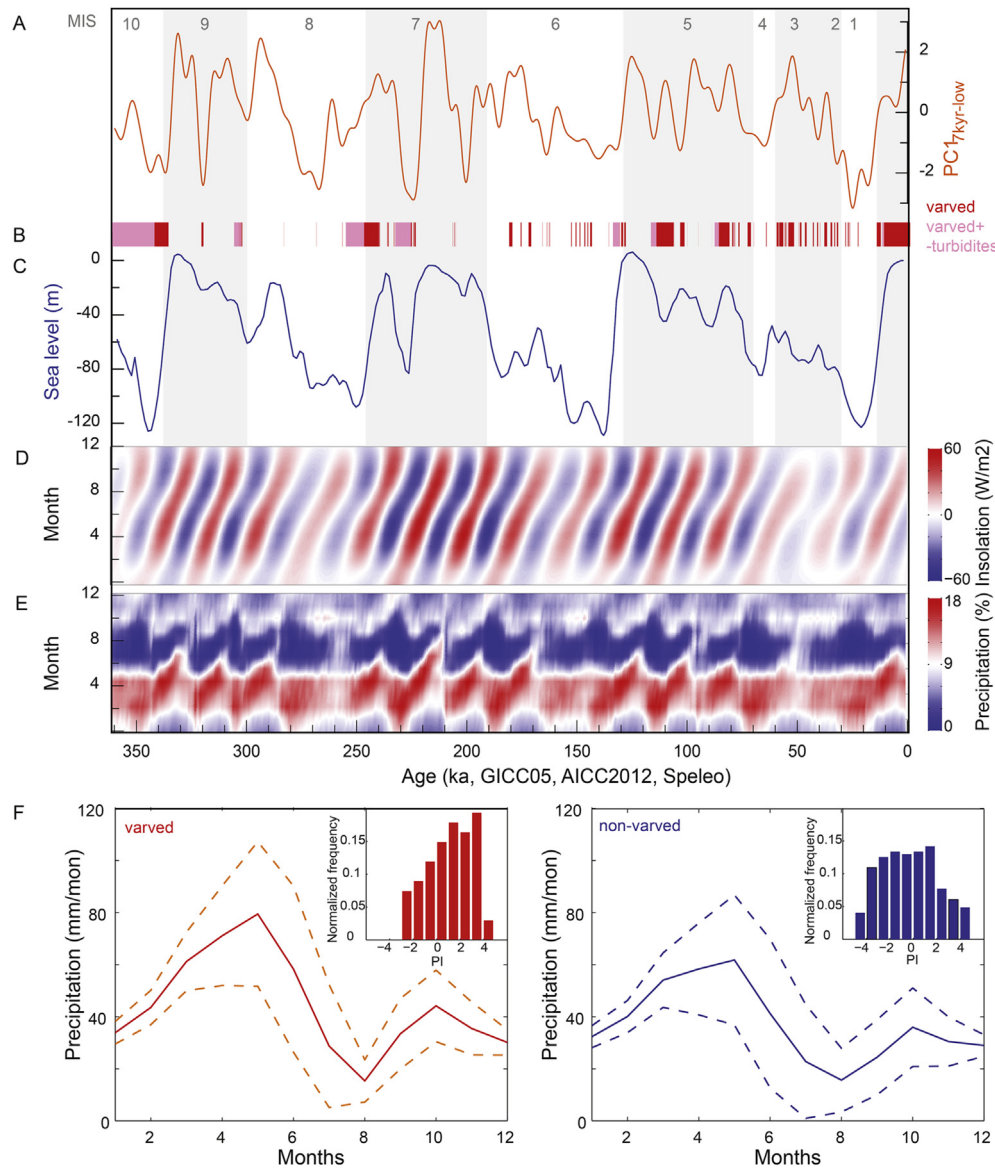 A
MIS 10 9 8 7 6 5 4 3 2 1
2
0
-2
PC1 7kyr-low
B
varved
varved+
-turbidites
C
0
-40
-80
-120
Sea level (m)
D
12
8
4
Month
60
0
-60
Insolation (W/m2)
E
12
8
4
Month
18
9
0
Precipitation (%)
350 300 250 200 150 100 50 0
Age (ka, GICC05, AICC2012, Speleo)
F
120
80
40
0
Precipitation (mm/mon)
varved
Normalized frequency
0.15
0.1
0.05
0
-4 -2 0 2 4
PI
2 4 6 8 10 12
Months
120
80
40
0
Precipitation (mm/mon)
non-varved
Normalized frequency
0.15
0.1
0.05
0
-4 -2 0 2 4
PI
2 4 6 8 10 12
Months